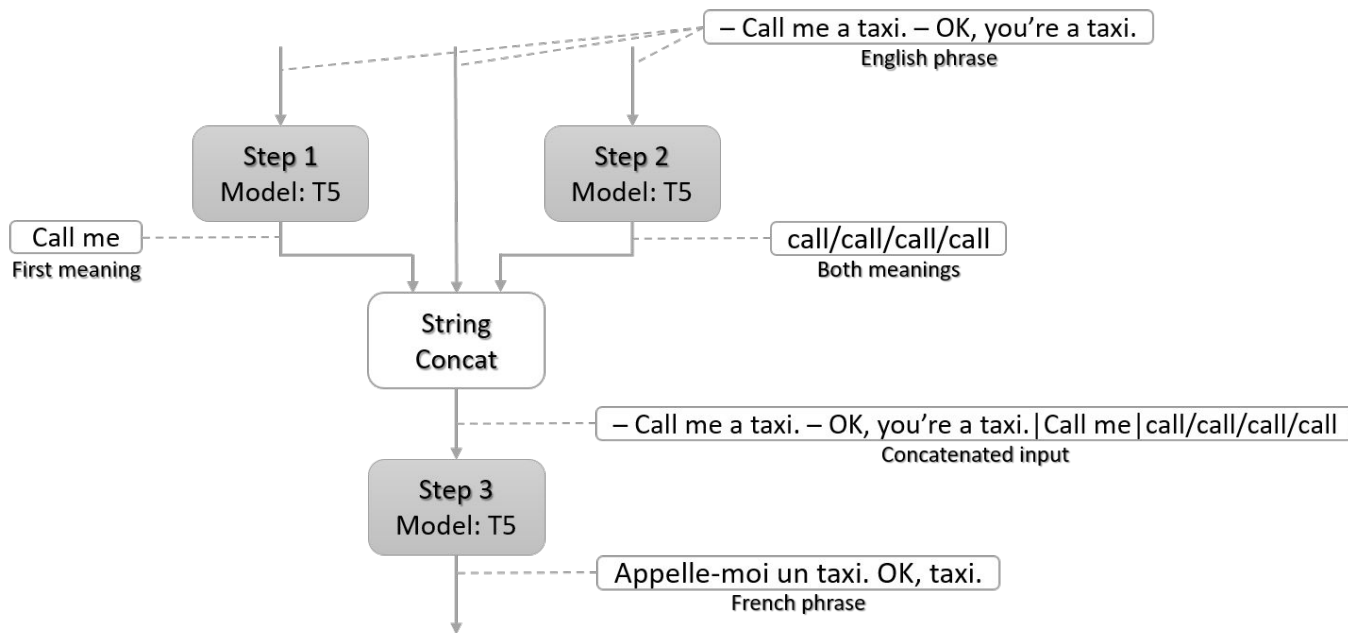 – Call me a taxi. – OK, you’re a taxi.
English phrase
Step 1
Model: T5
Step 2
Model: T5
Call me
First meaning
call/call/call/call
Both meanings
String
Concat
– Call me a taxi. – OK, you’re a taxi.|Call me|call/call/call/call
Concatenated input
Step 3
Model: T5
Appelle-moi un taxi. OK, taxi.
French phrase